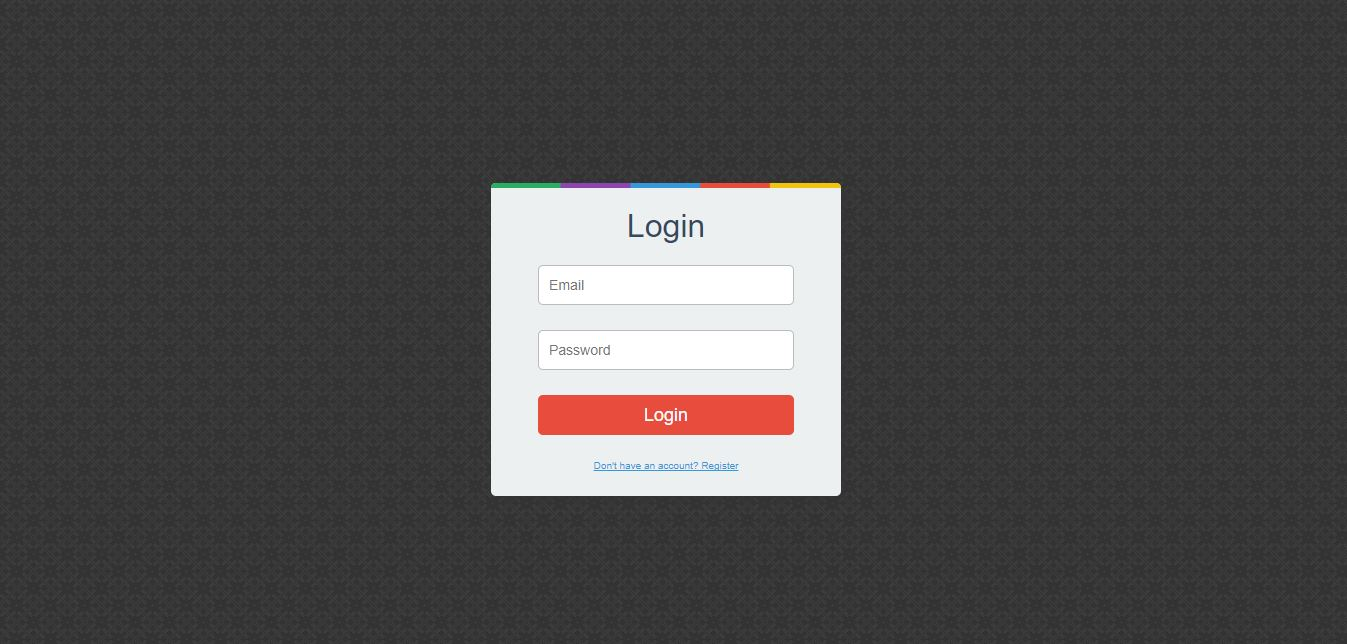 Login
Email
Password
Login
Don't have an account? Register